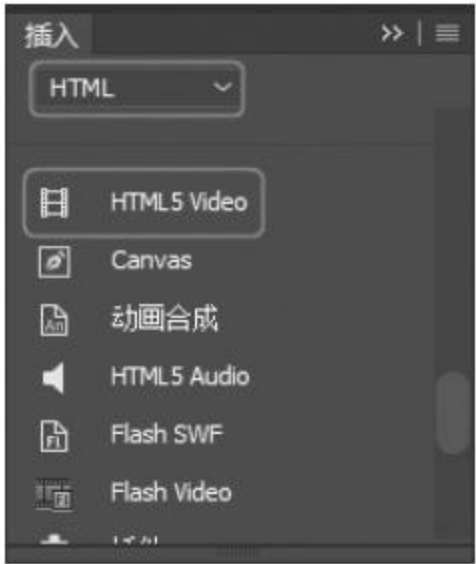 插入
HTML
HTML5 Video
Canvas
动画合成
HTML5 Audio
Flash SWF
Flash Video